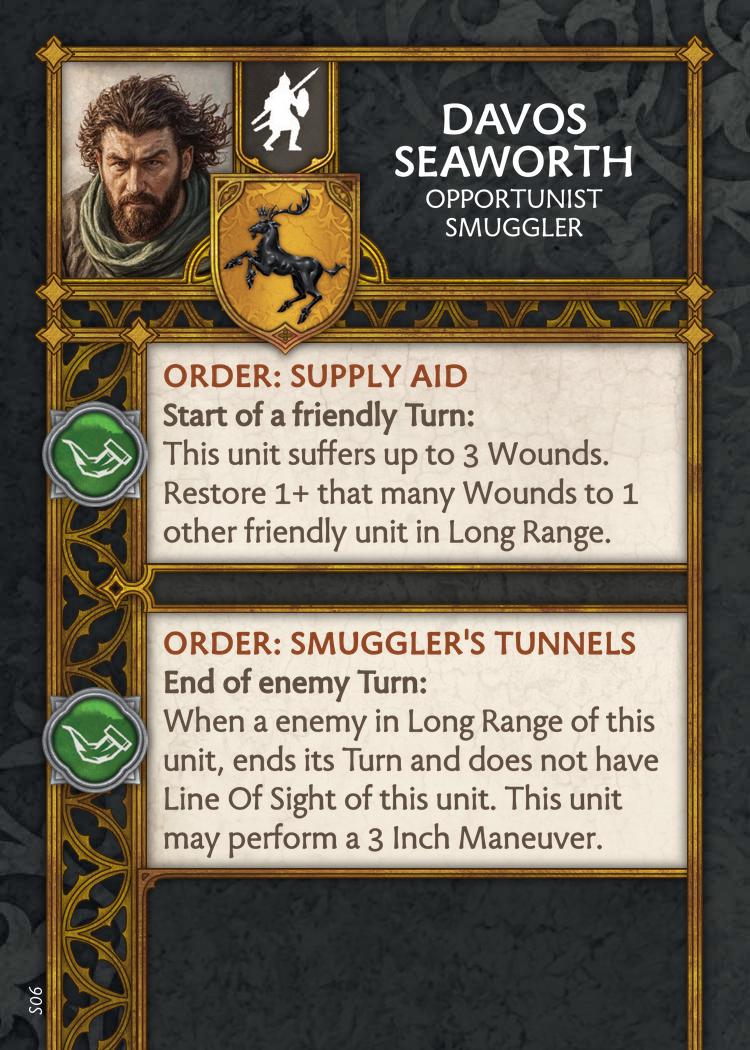 DAVOS
SEAWORTH
OPPORTUNIST
SMUGGLER
ORDER: SUPPLY AID
Start of a friendly Turn:
This unit suffers up to 3 Wounds.
Restore 1+ that many Wounds to 1
other friendly unit in Long Range.
ORDER: SMUGGLER'S TUNNELS
End of enemy Turn:
When a enemy in Long Range of this
unit, ends its Turn and does not have
Line Of Sight of this unit. This unit
may perform a 3 Inch Maneuver.
S06